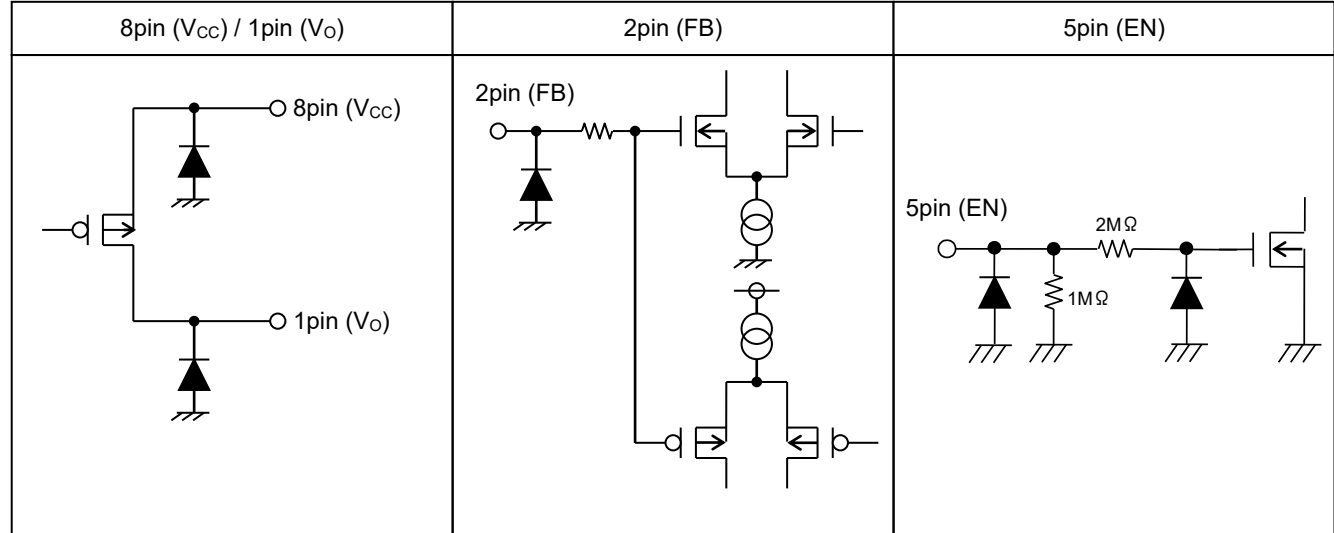 8pin (VCC) / 1pin (VO)
2pin (FB)
5pin (EN)
8pin (VCC)
1pin (VO)
2pin (FB)
5pin (EN)
2MΩ
1MΩ